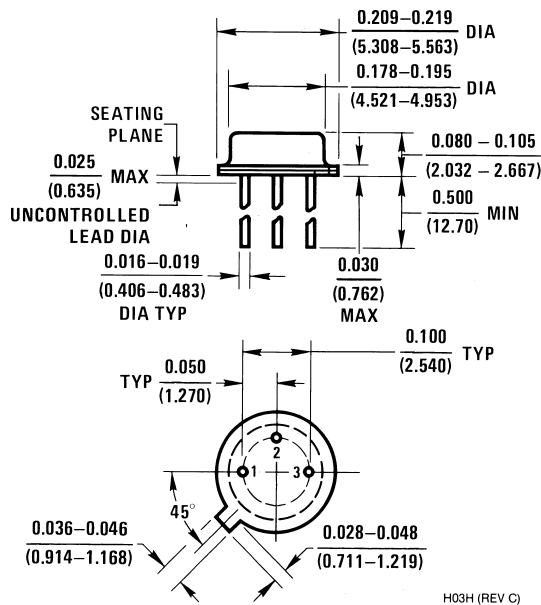 0.209–0.219 DIA
(5.308–5.563)
0.178–0.195 DIA
(4.521–4.953)
SEATING
PLANE
0.080 – 0.105
(2.032 – 2.667)
0.025 MAX
(0.635)
0.500 MIN
(12.70)
UNCONTROLLED
LEAD DIA
0.016–0.019
(0.406–0.483)
DIA TYP
0.030
(0.762)
MAX
0.100 TYP
(2.540)
TYP 0.050
(1.270)
2
1
3
45°
0.036–0.046
(0.914–1.168)
0.028–0.048
(0.711–1.219)
H03H (REV C)